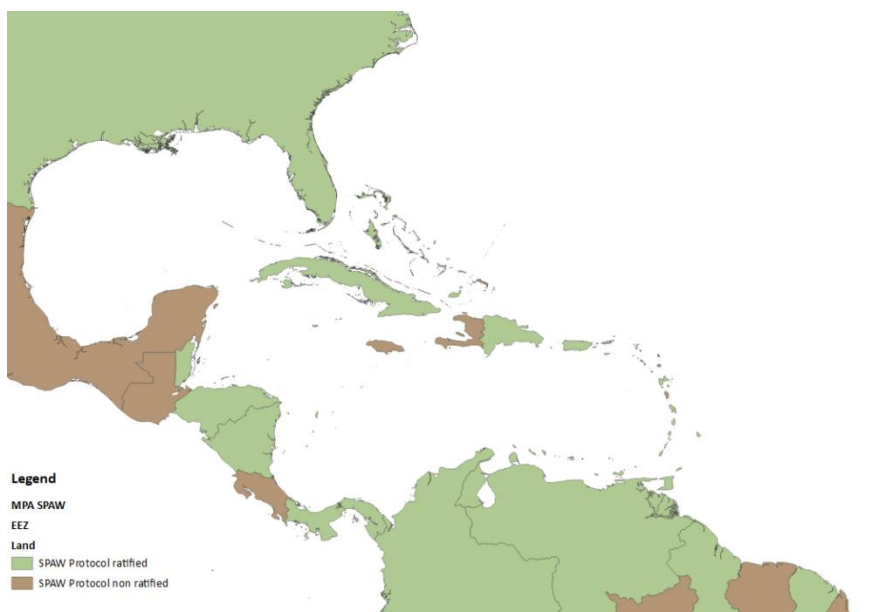 Legend
MPA SPAW
EEZ
Land
SPAW Protocol ratified
SPAW Protocol non ratified